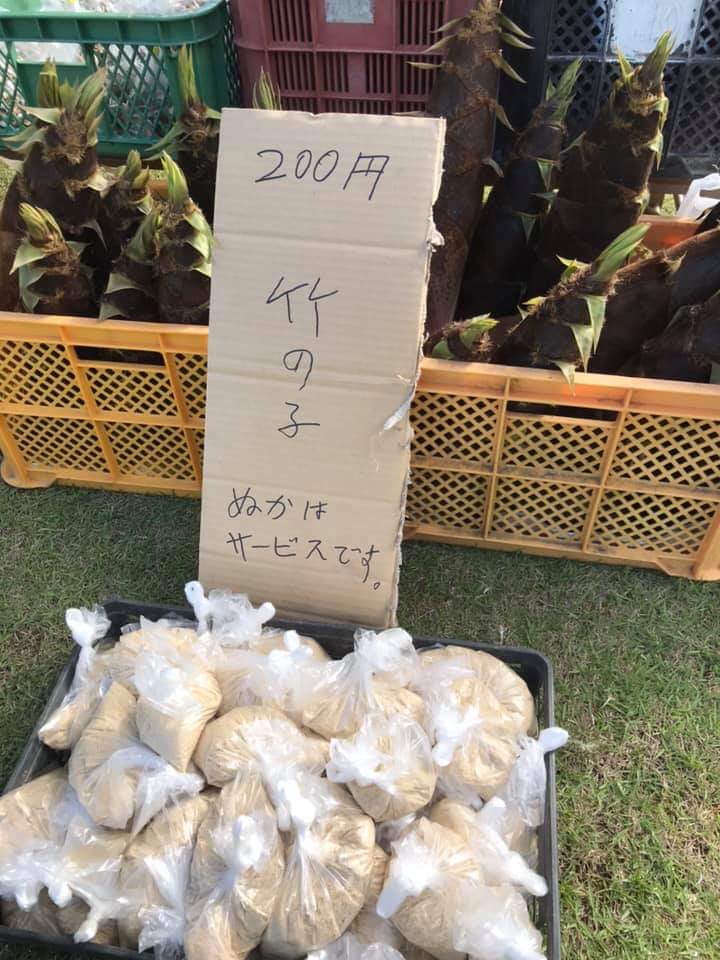 200円
竹の子
ぬかは
サービスです。